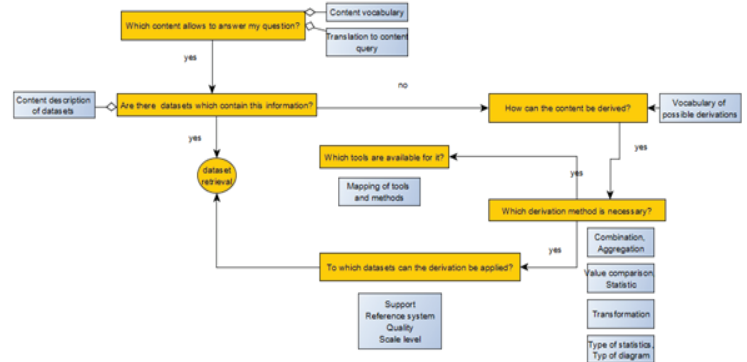 Content vocabulary
Which content allows to answer my question?
Translation to content
query
yes
no
Content description
of datasets
Are there datasets which contain this information?
How can the content be derived?
Vocabulary of
possible derivations
yes
yes
Which tools are available for it?
dataset
retrieval
yes
Mapping of tools
and methods
Which derivation method is necessary?
Combination,
Aggregation
yes
To which datasets can the derivation be applied?
Value comparison,
Statistic
Support
Reference system
Quality
Scale level
Transformation
Type of statistics,
Typ of diagram